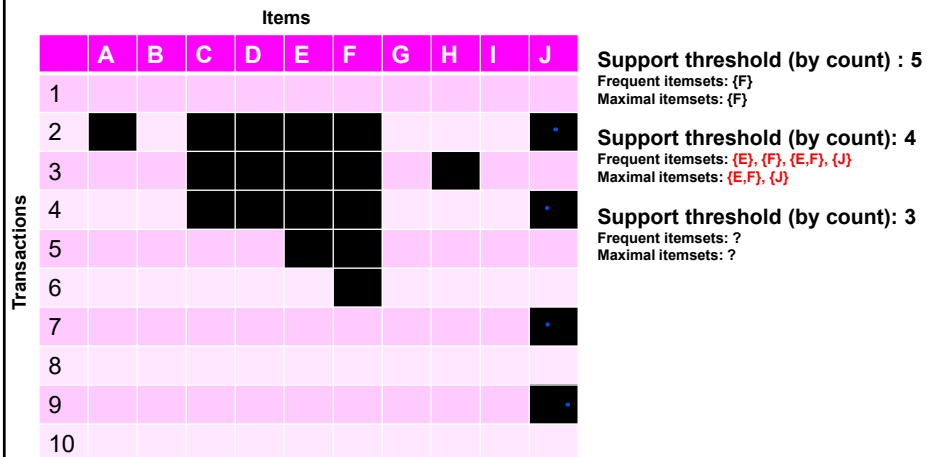 Items
A B C D E F G H I J
Transactions
1
2
3
4
5
6
7
8
9
10
Support threshold (by count) : 5
Frequent itemsets: {F}
Maximal itemsets: {F}
Support threshold (by count): 4
Frequent itemsets: {E}, {F}, {E,F}, {J}
Maximal itemsets: {E,F}, {J}
Support threshold (by count): 3
Frequent itemsets: ?
Maximal itemsets: ?